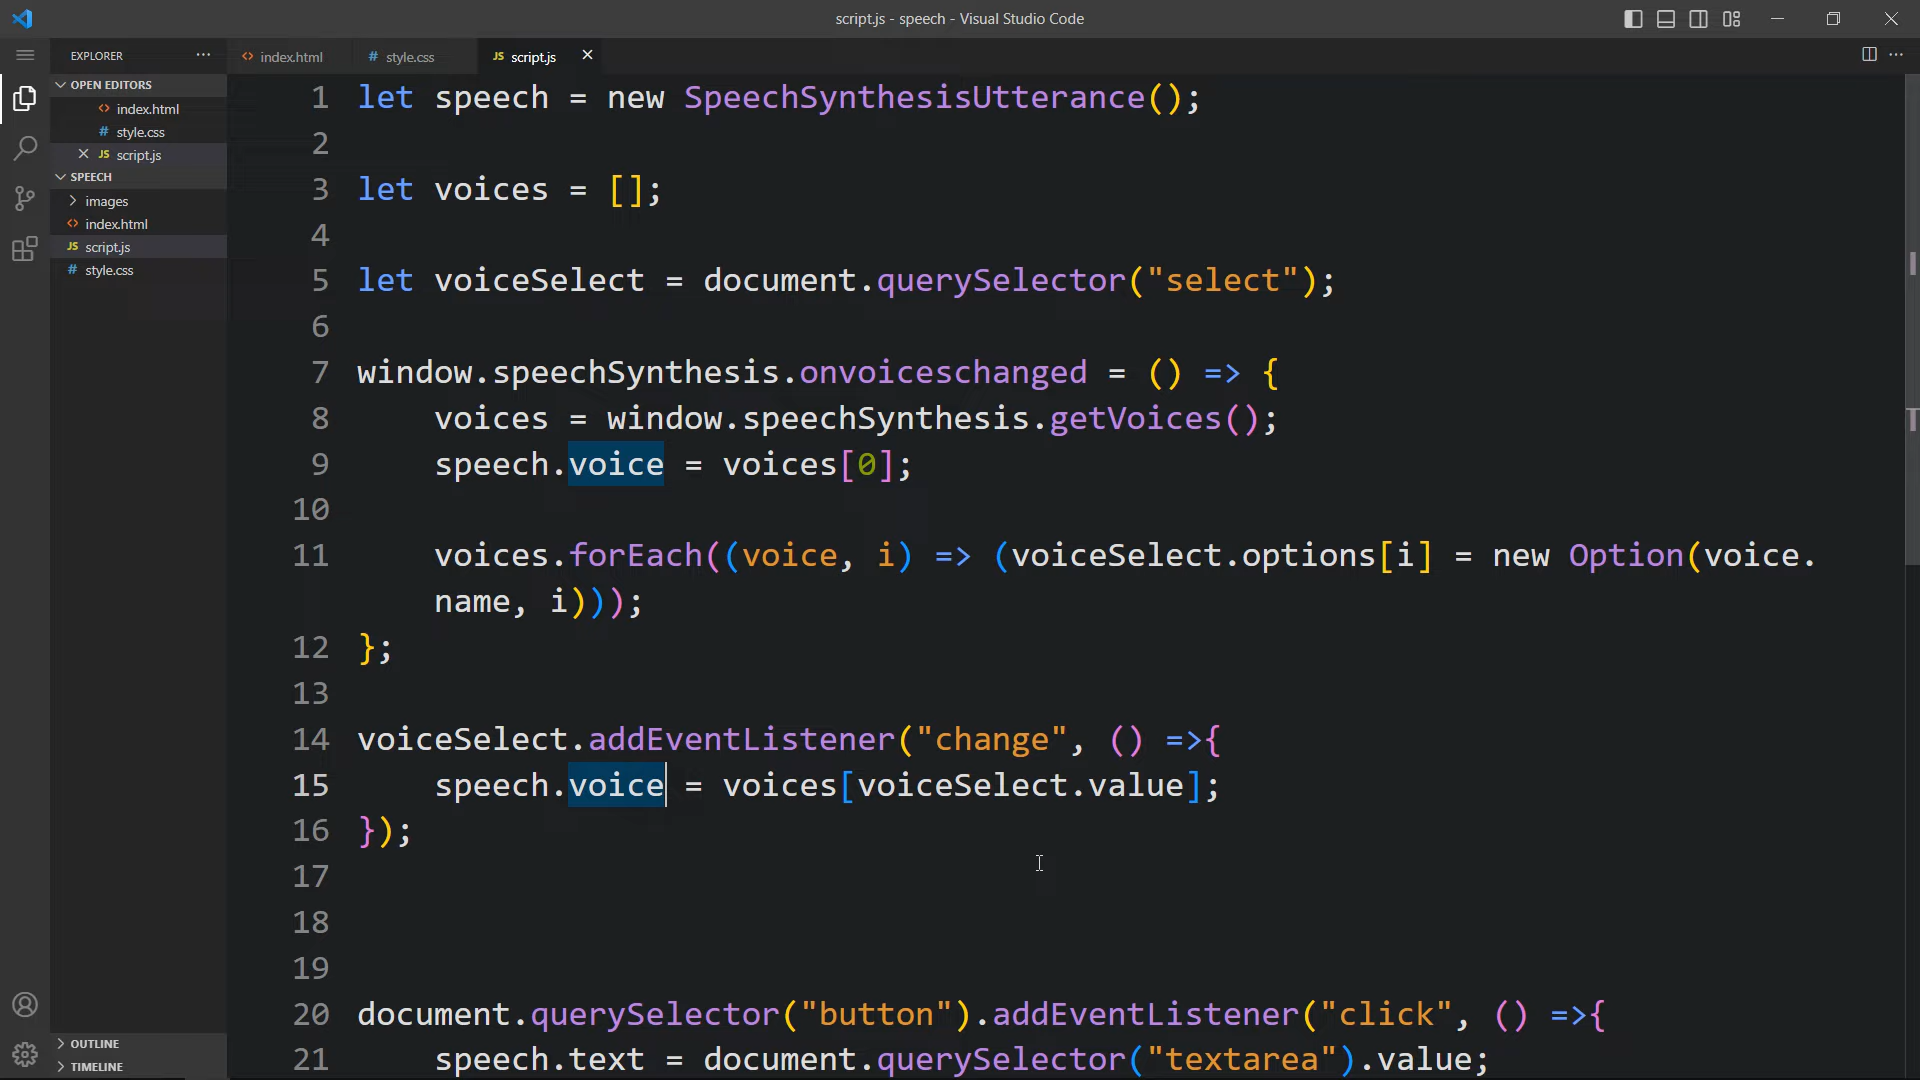 script.js - speech - Visual Studio Code
EXPLORER
index.html
# style.css
JS script.js
OPEN EDITORS
index.html
# style.css
JS script.js
SPEECH
images
index.html
JS script.js
# style.css
OUTLINE
TIMELINE
1 let speech = new SpeechSynthesisUtterance();
2
3 let voices = [];
4
5 let voiceSelect = document.querySelector("select");
6
7 window.speechSynthesis.onvoiceschanged = () => {
8 voices = window.speechSynthesis.getVoices();
9 speech.voice = voices[0];
10
11 voices.forEach((voice, i) => (voiceSelect.options[i] = new Option(voice.
name, i)));
12 };
13
14 voiceSelect.addEventListener("change", () =>{
15 speech.voice = voices[voiceSelect.value];
16 });
17
18
19
20 document.querySelector("button").addEventListener("click", () =>{
21 speech.text = document.querySelector("textarea").value;